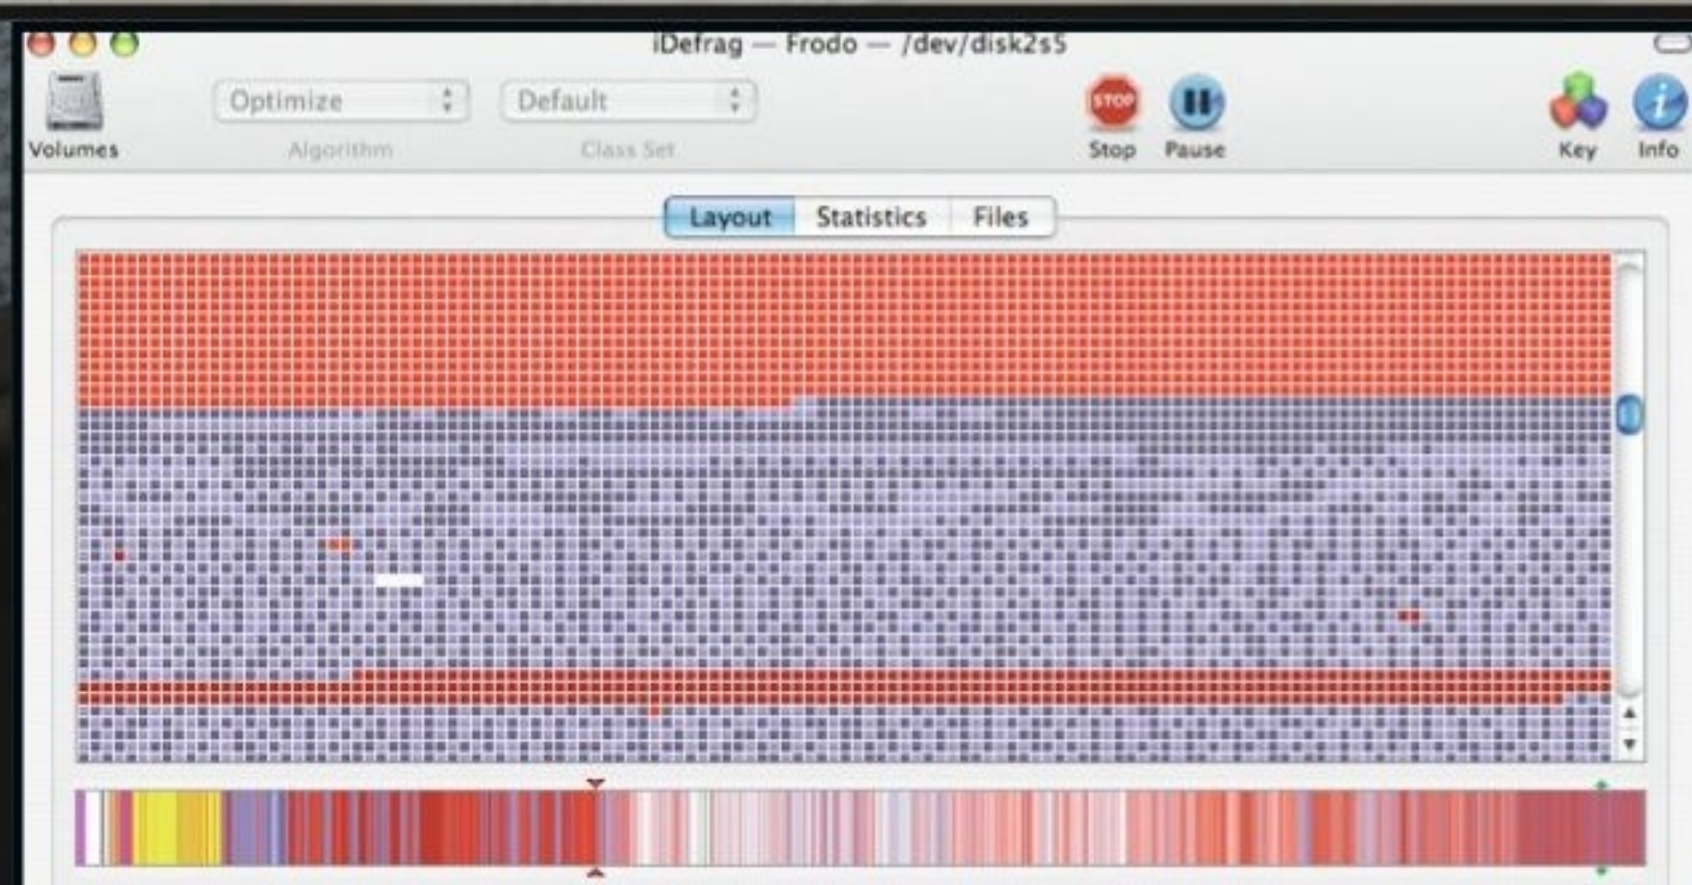 iDefrag — Frodo — /dev/disk2s5
Optimize
Default
STOP
Volumes
Algorithm
Class Set
Stop
Pause
Key
Info
Layout
Statistics
Files